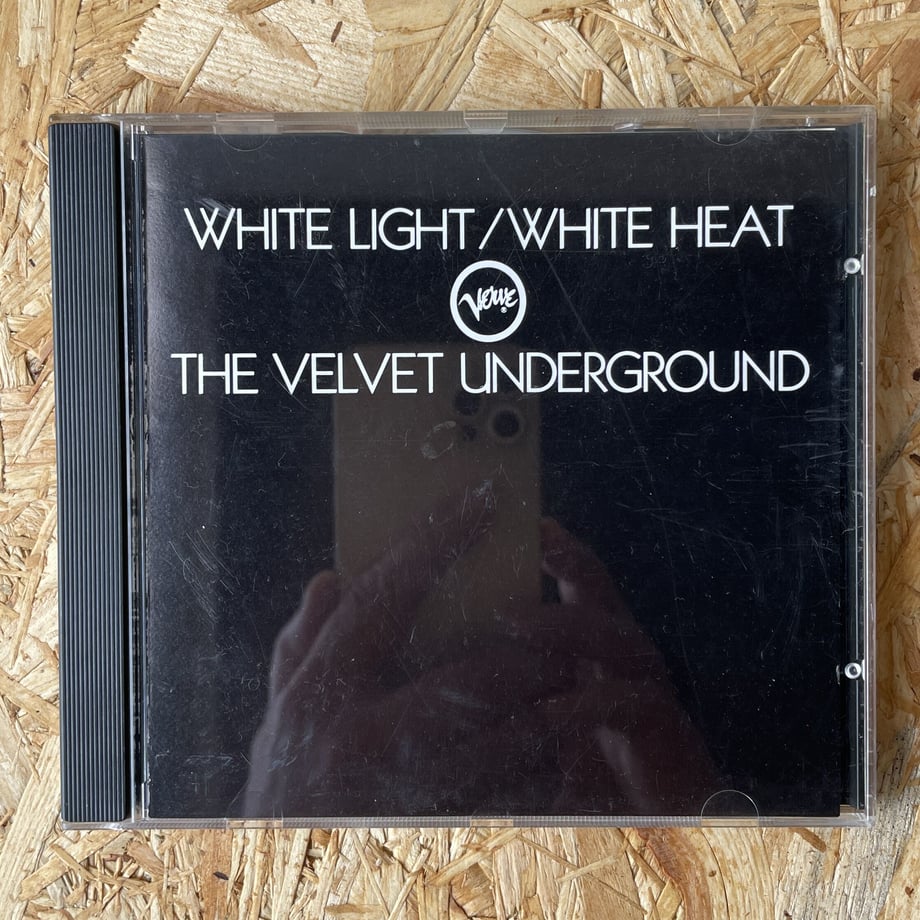 WHITE LIGHT/WHITE HEAT
Verve®
THE VELVET UNDERGROUND